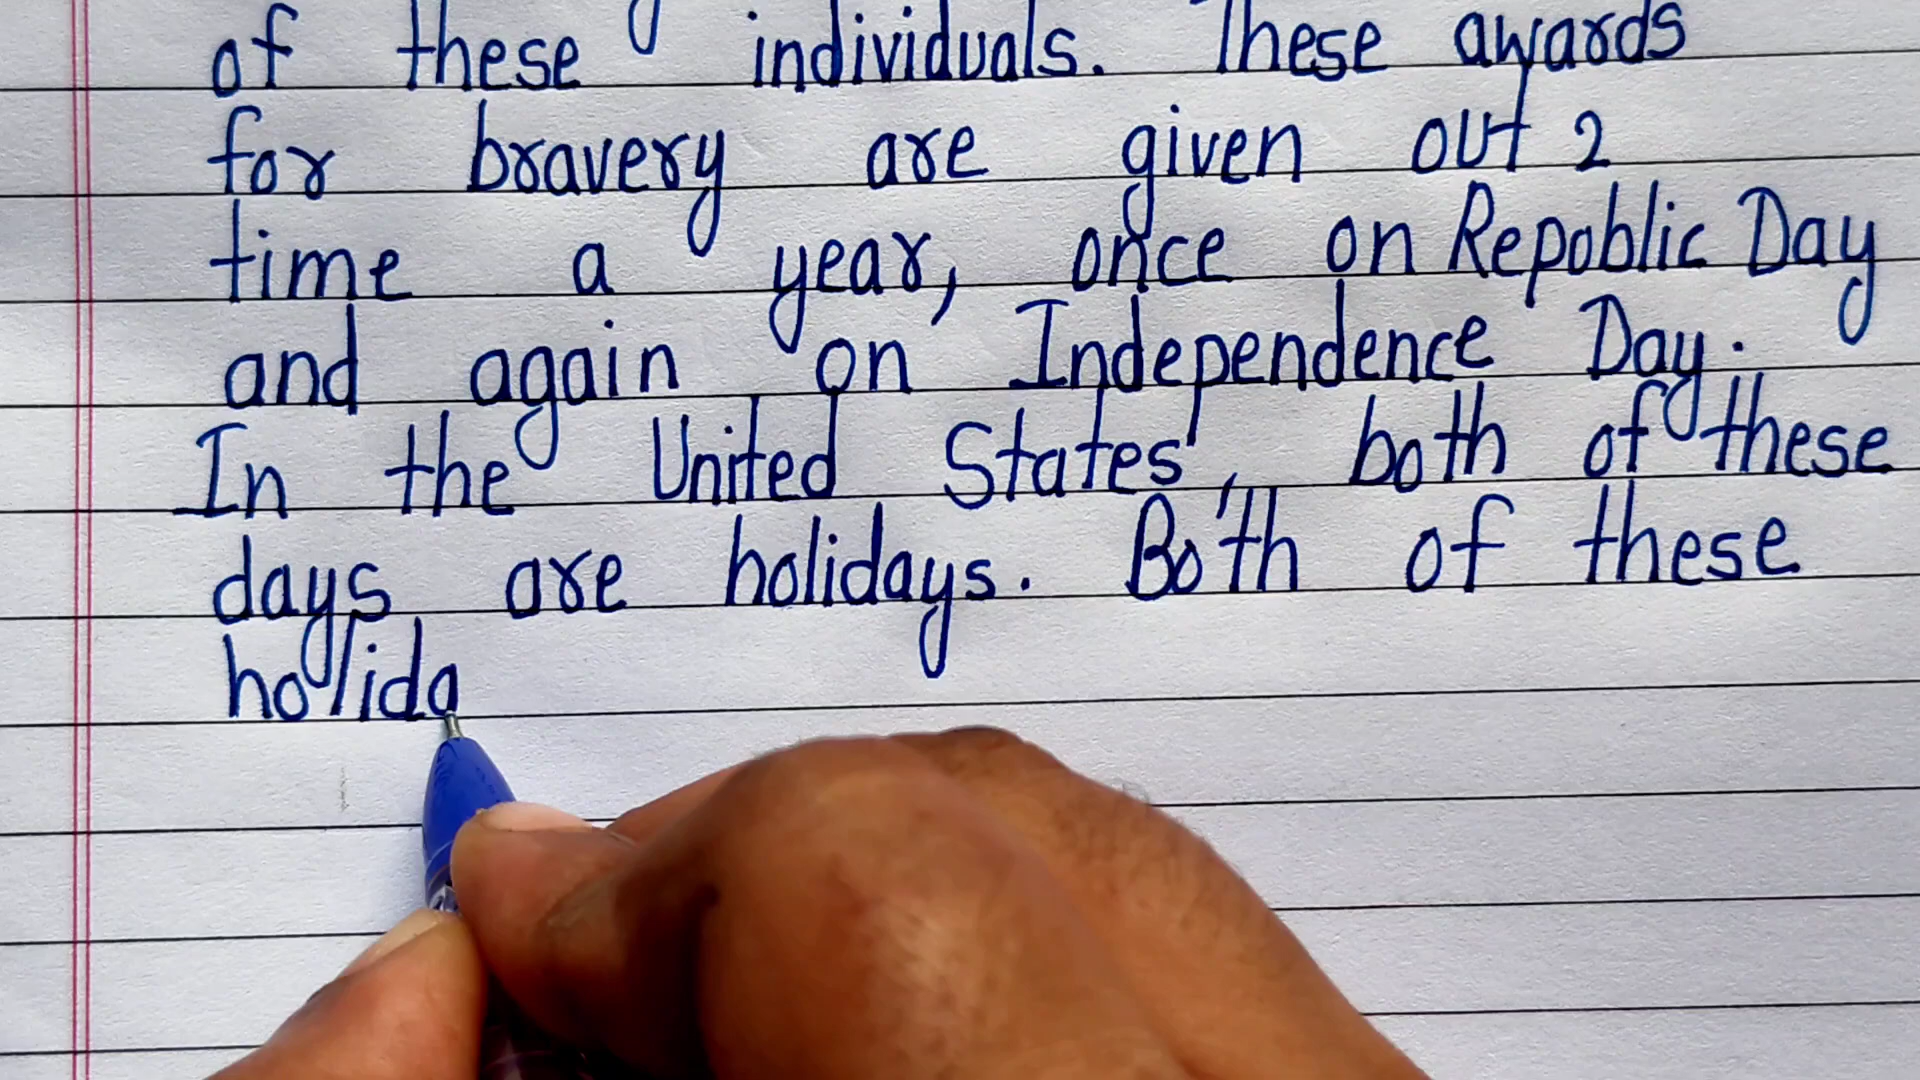 of these individuals. These awards
for bravery are given out 2
time a year, once on Repoblic Day
and again on Independence Day.
In the United States, both of these
days are holidays. Both of these
holida